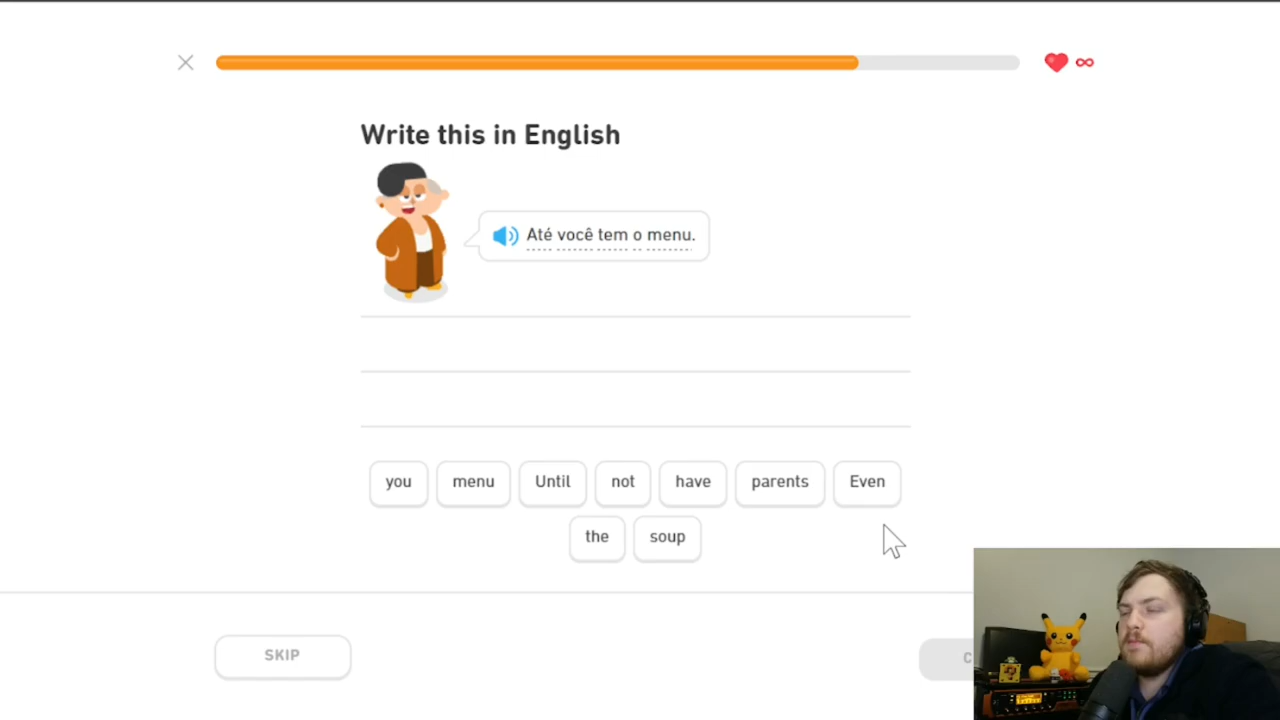 Write this in English
Até você tem o menu.
you menu Until not have parents Even
the soup
SKIP